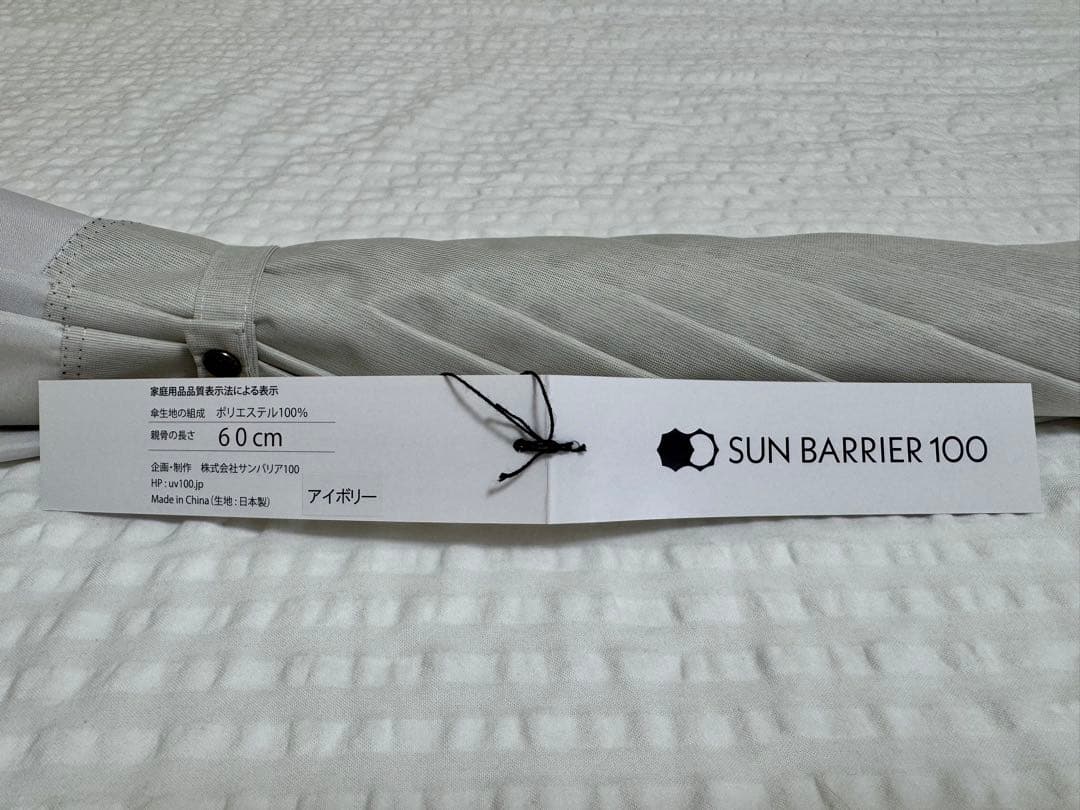 家庭用品品質表示法による表示
傘生地の組成 ポリエステル100%
親骨の長さ 60cm
企画・制作 株式会社サンバリア100
HP : uv100.jp
Made in China (生地 : 日本製)
アイボリー
SUN BARRIER 100